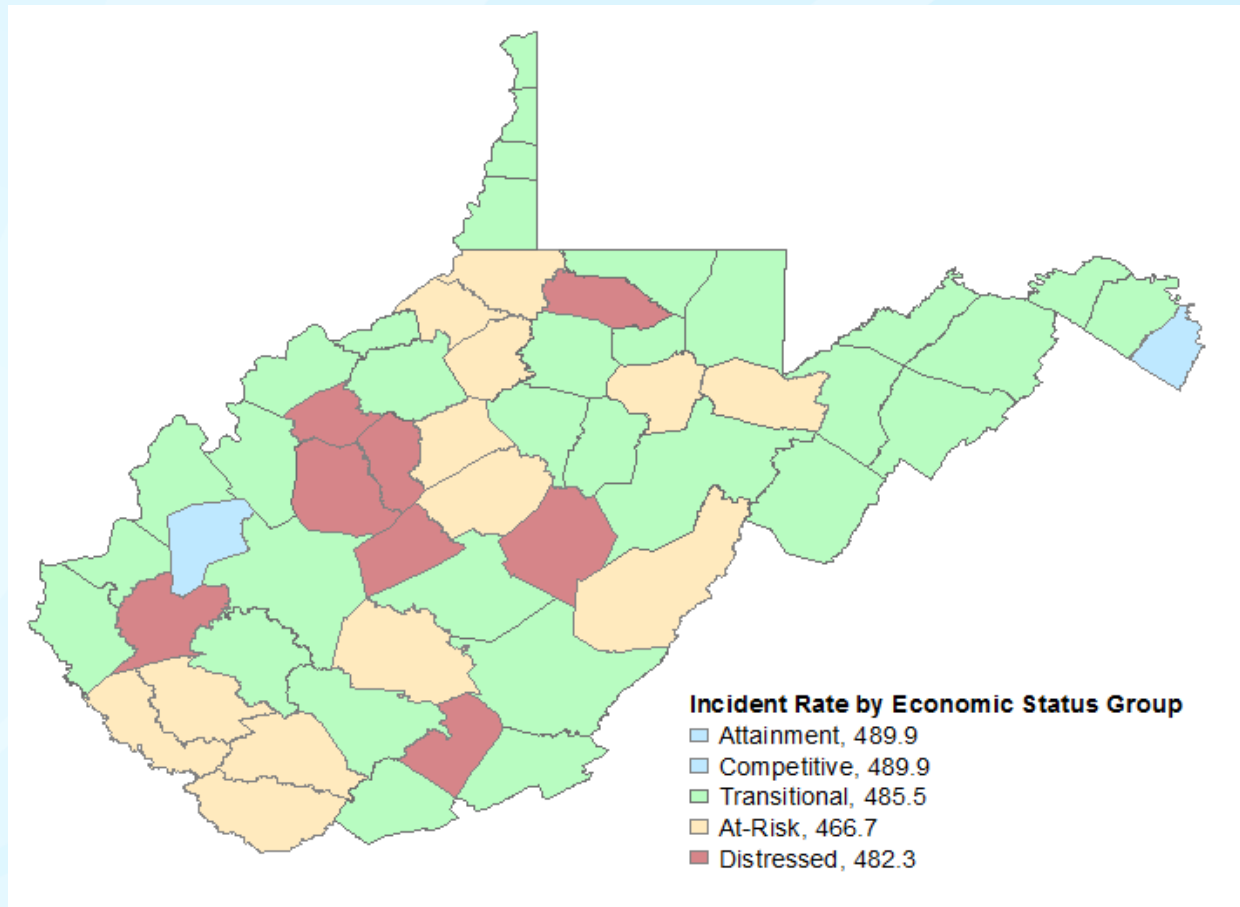 Incident Rate by Economic Status Group
Attainment, 489.9
Competitive, 489.9
Transitional, 485.5
At-Risk, 466.7
Distressed, 482.3